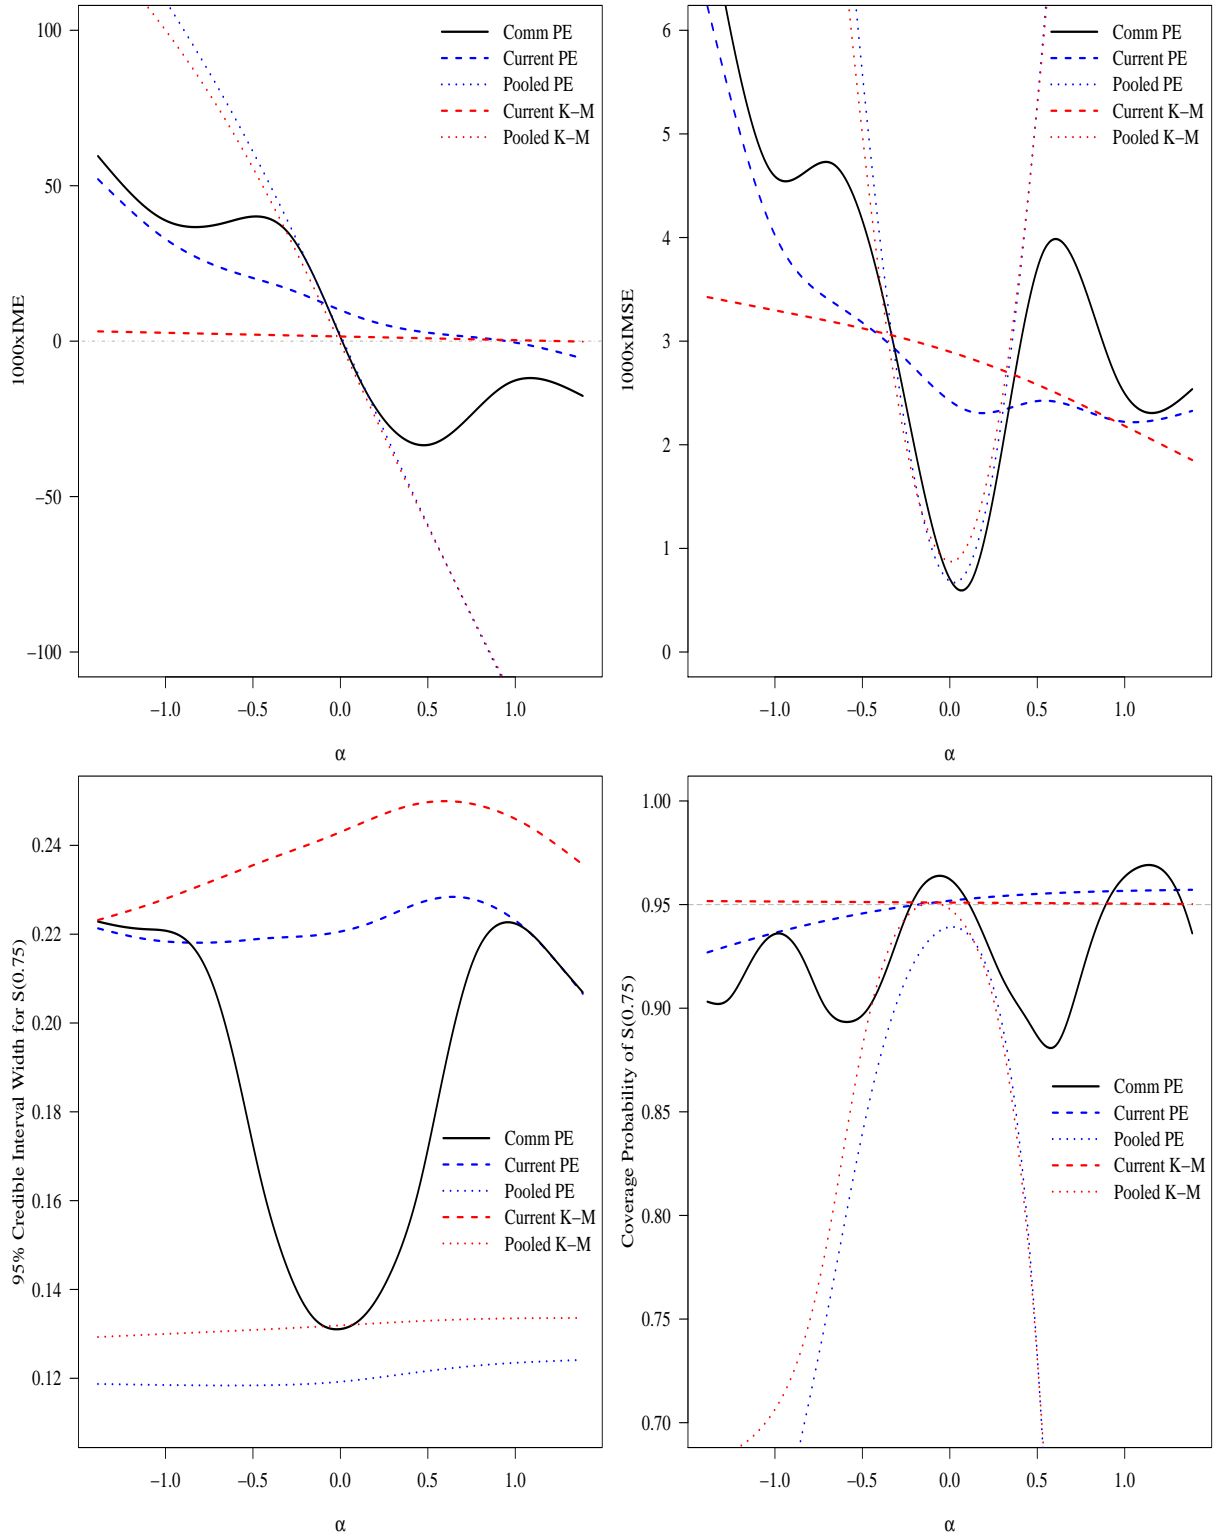 1000xIME
100
50
0
−50
−100
Comm PE
Current PE
Pooled PE
Current K−M
Pooled K−M
−1.0 −0.5 0.0 0.5 1.0
α
1000xIMSE
6
5
4
3
2
1
0
Comm PE
Current PE
Pooled PE
Current K−M
Pooled K−M
−1.0 −0.5 0.0 0.5 1.0
α
95% Credible Interval Width for S(0.75)
0.24
0.22
0.20
0.18
0.16
0.14
0.12
Comm PE
Current PE
Pooled PE
Current K−M
Pooled K−M
−1.0 −0.5 0.0 0.5 1.0
α
Coverage Probability of S(0.75)
1.00
0.95
0.90
0.85
0.80
0.75
0.70
Comm PE
Current PE
Pooled PE
Current K−M
Pooled K−M
−1.0 −0.5 0.0 0.5 1.0
α